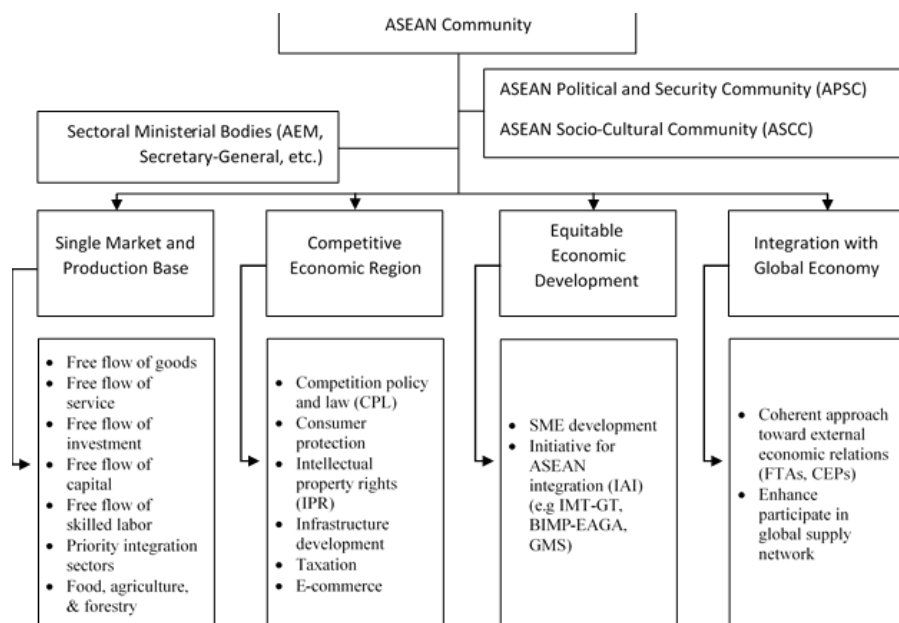 ASEAN Community
ASEAN Political and Security Community (APSC)
ASEAN Socio-Cultural Community (ASCC)
Sectoral Ministerial Bodies (AEM,
Secretary-General, etc.)
Single Market and
Production Base
Competitive
Economic Region
Equitable
Economic
Development
Integration with
Global Economy
• Free flow of goods
• Free flow of
service
• Free flow of
investment
• Free flow of
capital
• Free flow of
skilled labor
• Priority integration
sectors
• Food, agriculture,
& forestry
• Competition policy
and law (CPL)
• Consumer
protection
• Intellectual
property rights
(IPR)
• Infrastructure
development
• Taxation
• E-commerce
• SME development
• Initiative for
ASEAN
integration (IAI)
(e.g IMT-GT,
BIMP-EAGA,
GMS)
• Coherent approach
toward external
economic relations
(FTAs, CEPs)
• Enhance
participate in
global supply
network